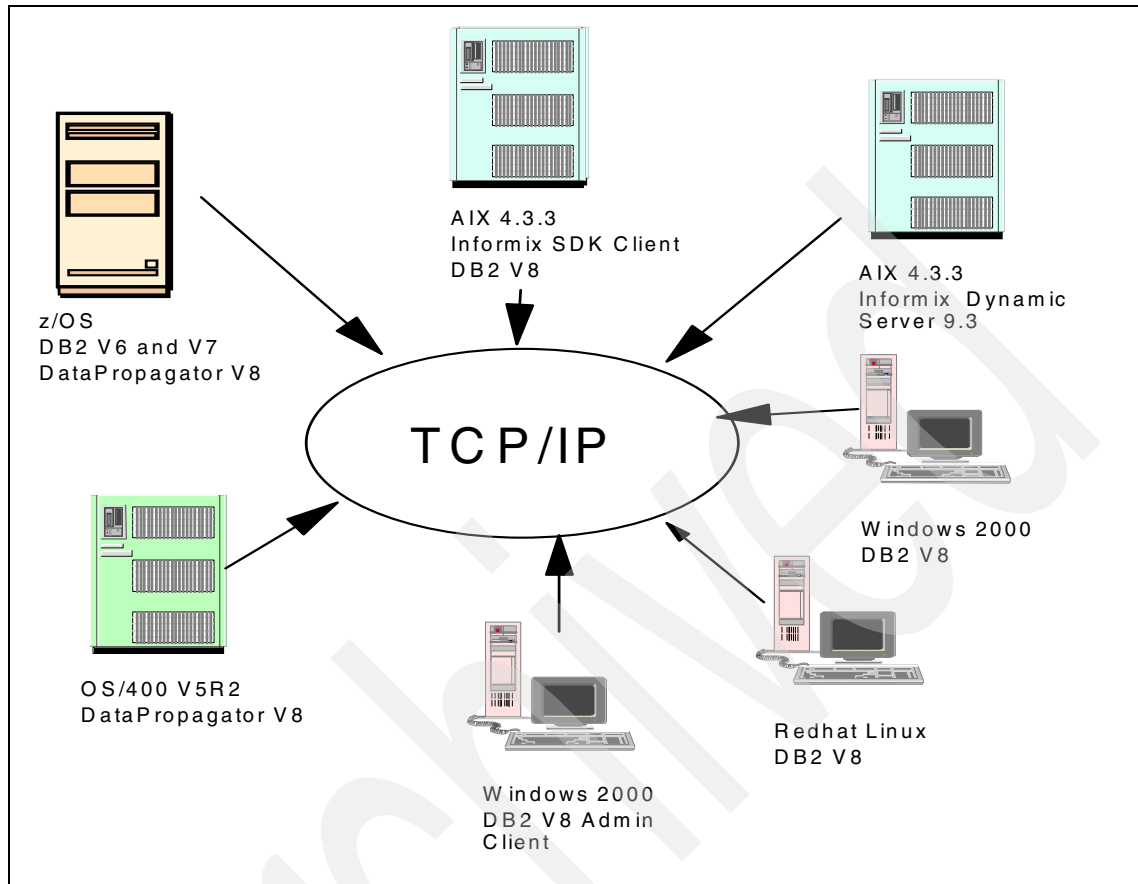 AIX 4.3.3
Informix SDK Client
DB2 V8
AIX 4.3.3
Informix Dynamic
Server 9.3
z/OS
DB2 V6 and V7
DataPropagator V8
TCP/IP
Windows 2000
DB2 V8
OS/400 V5R2
DataPropagator V8
Redhat Linux
DB2 V8
Windows 2000
DB2 V8 Admin
Client